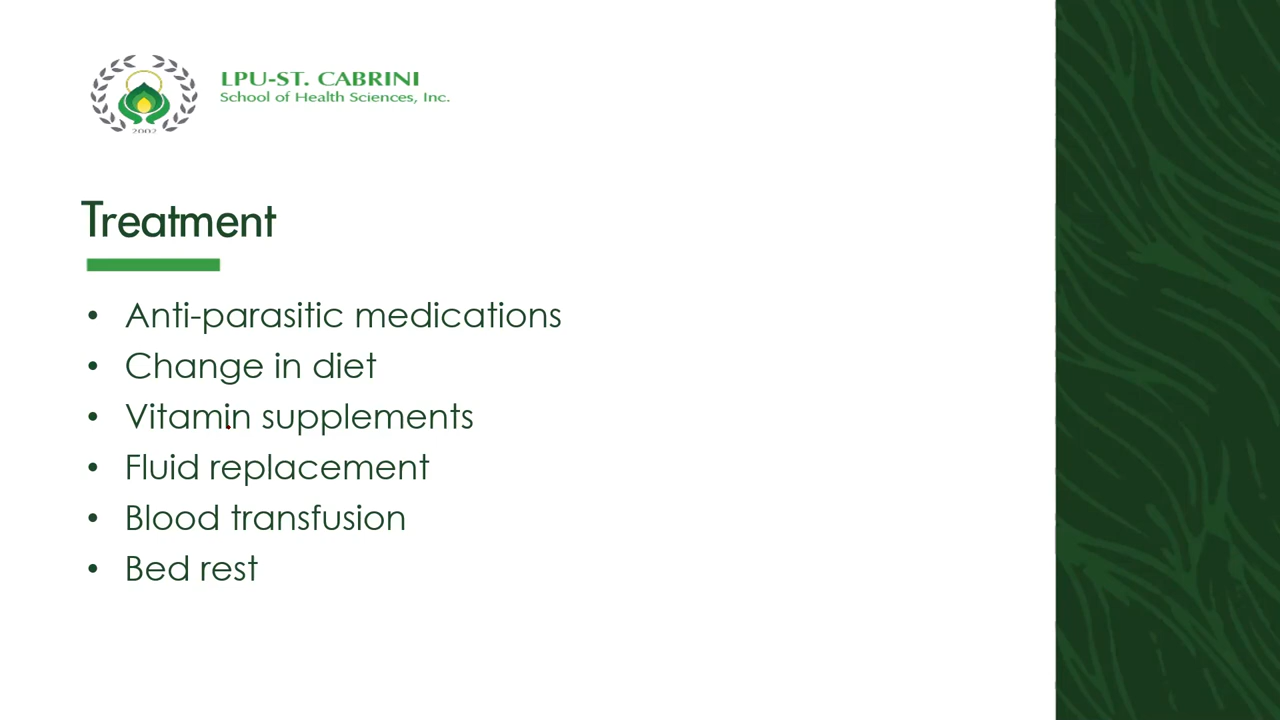 LPU-ST. CABRINI
School of Health Sciences, Inc.
2002
Treatment
• Anti-parasitic medications
• Change in diet
• Vitamin supplements
• Fluid replacement
• Blood transfusion
• Bed rest